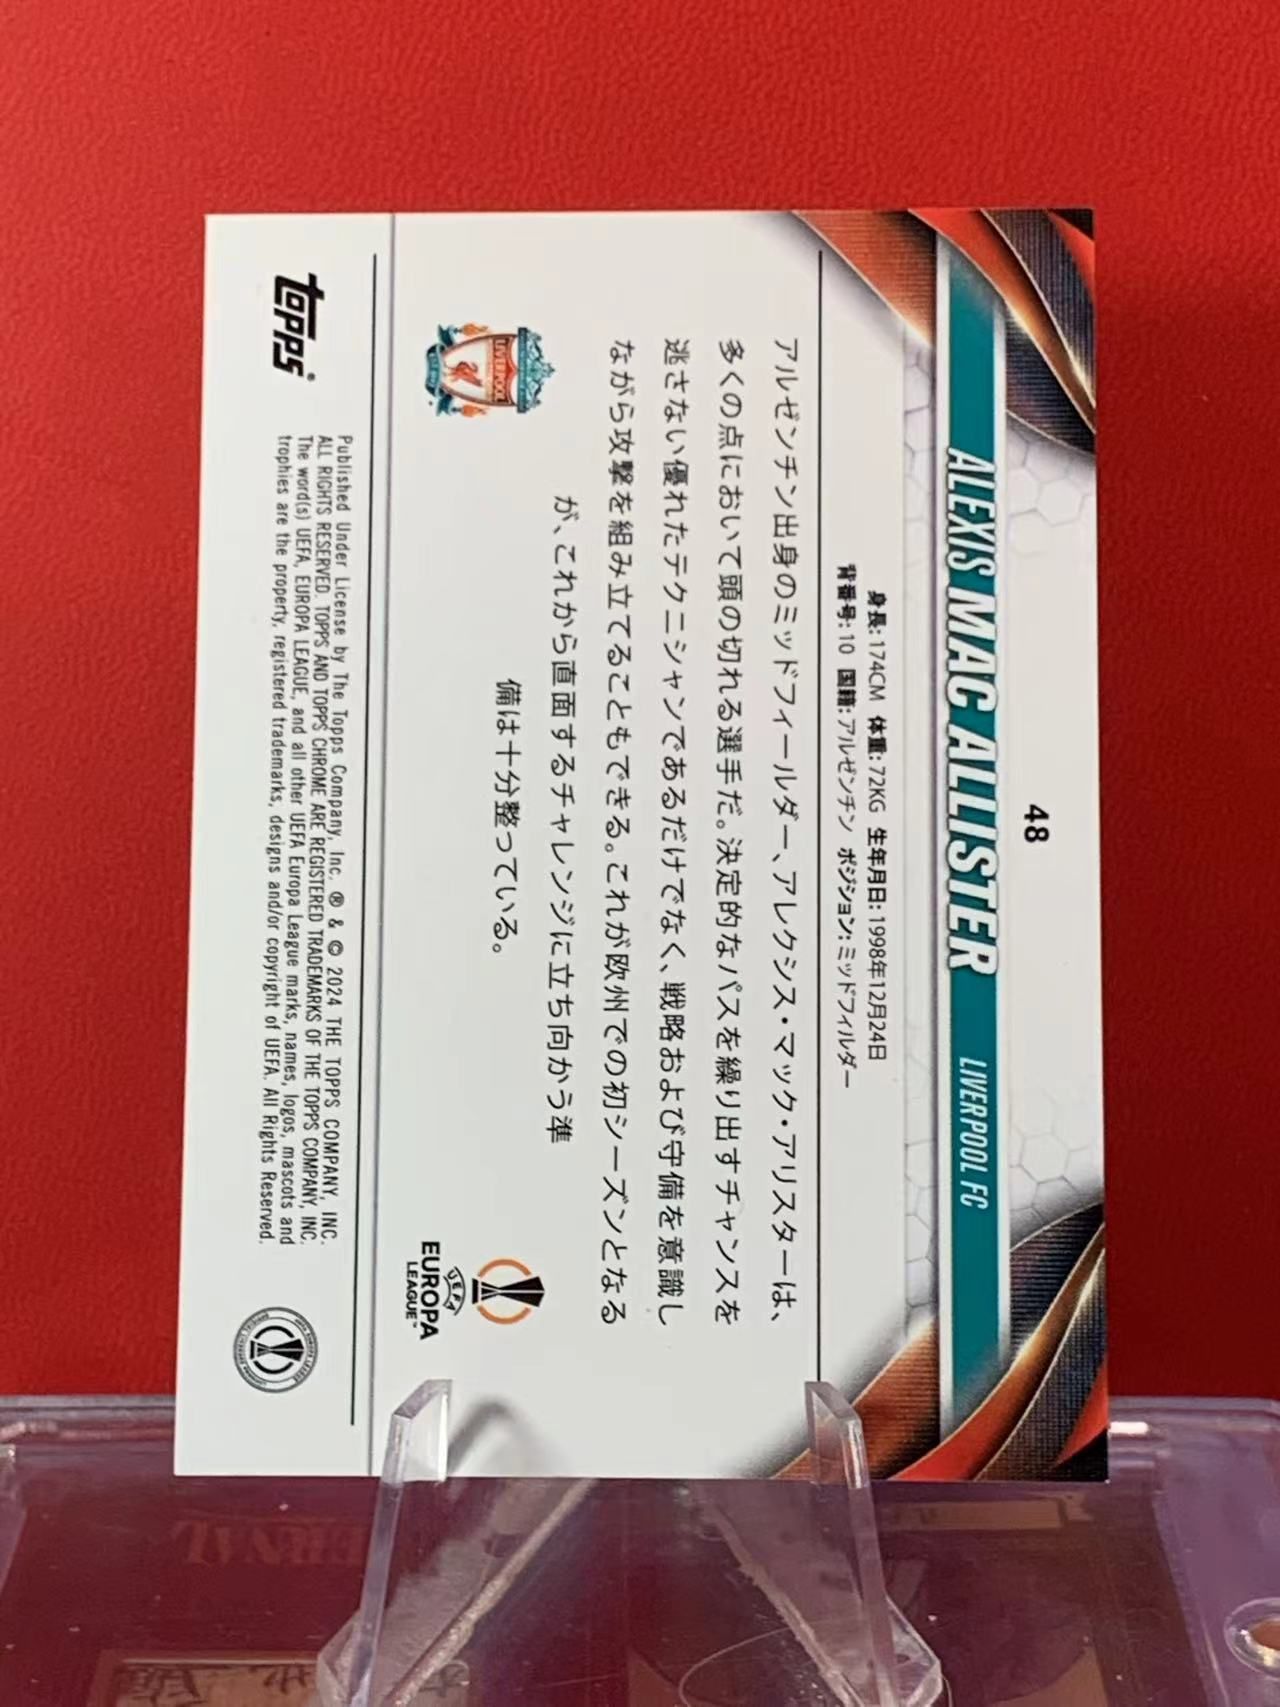 48
ALEXIS MAC ALLISTER LIVERPOOL FC
身長: 174CM 体重: 72KG 生年月日: 1998年12月24日
背番号: 10 国籍: アルゼンチン ポジション: ミッドフィルダー
アルゼンチン出身のミッドフィールダー、アレクシス・マック・アリスターは、
多くの点において頭の切れる選手だ。決定的なパスを繰り出すチャンスを
逃さない優れたテクニシャンであるだけでなく、戦略および守備を意識し
ながら攻撃を組み立てることもできる。これが欧州での初シーズンとなる
が、これから直面するチャレンジに立ち向かう準
備は十分整っている。
LIVERPOOL
UEFA
EUROPA
LEAGUE™
topps®
Published Under License by The Topps Company, Inc. ® & © 2024 THE TOPPS COMPANY, INC.
ALL RIGHTS RESERVED. TOPPS AND TOPPS CHROME ARE REGISTERED TRADEMARKS OF THE TOPPS COMPANY, INC.
The word(s) UEFA, EUROPA LEAGUE, and all other UEFA Europa League marks, names, logos, mascots and
trophies are the property, registered trademarks, designs and/or copyright of UEFA. All Rights Reserved.